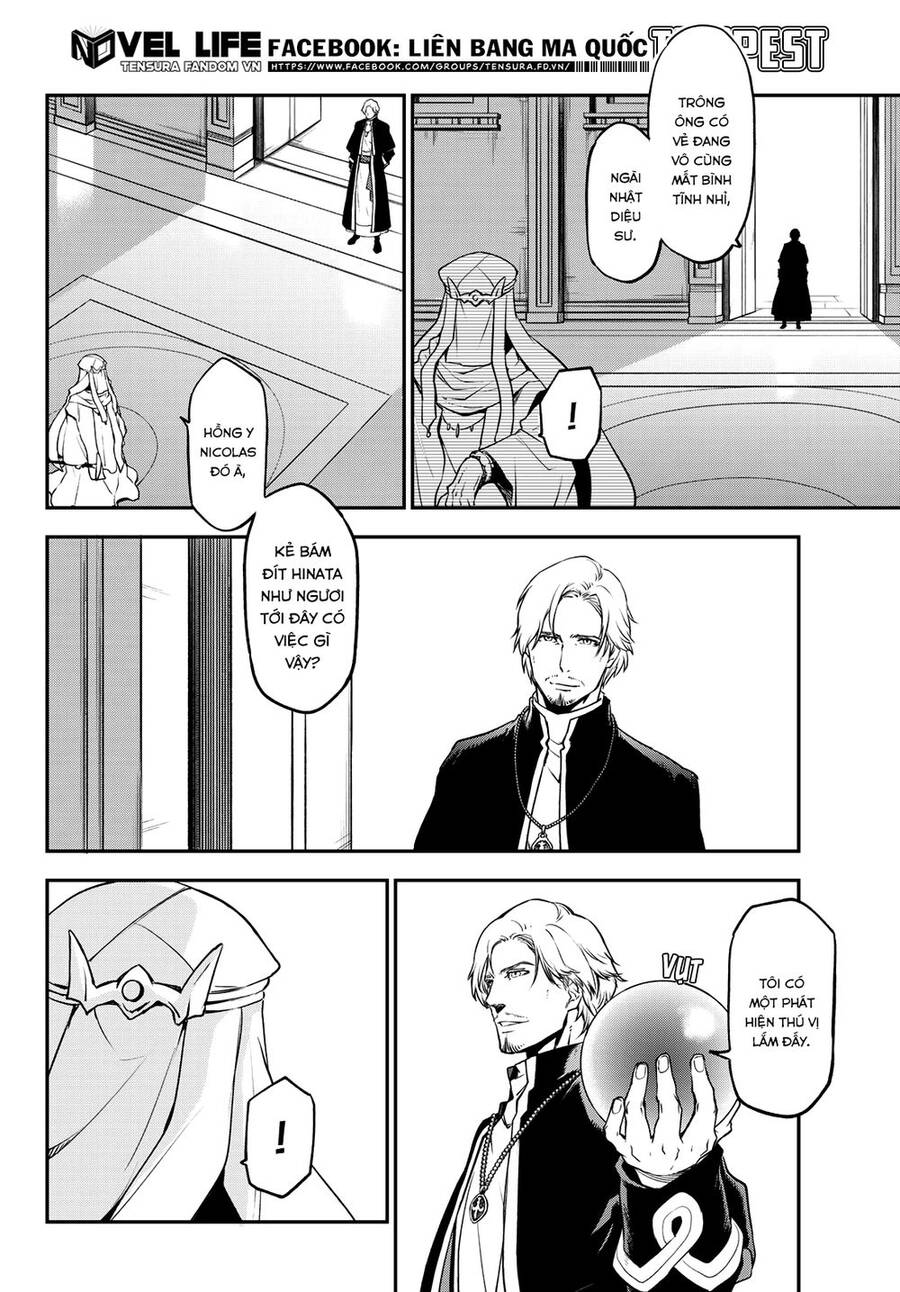 NOVEL LIFE
TENSURA FANDOM VN
FACEBOOK: LIÊN BANG MA QUỐC
HTTPS://WWW.FACEBOOK.COM/GROUPS/TENSURA.FD.VN/
TEMPEST
TRÔNG
ÔNG CÓ
VẺ ĐANG
VÔ CÙNG
MẤT BÌNH
TĨNH NHỈ,
NGÀI
NHẬT
DIỆU
SƯ.
!
HỒNG Y
NICOLAS
ĐÓ À,
KẺ BÁM
ĐÍT HINATA
NHƯ NGƯƠI
TỚI ĐÂY CÓ
VIỆC GÌ
VẬY?
TÔI CÓ
MỘT PHÁT
HIỆN THÚ VỊ
LẮM ĐẤY.
VỤT
!